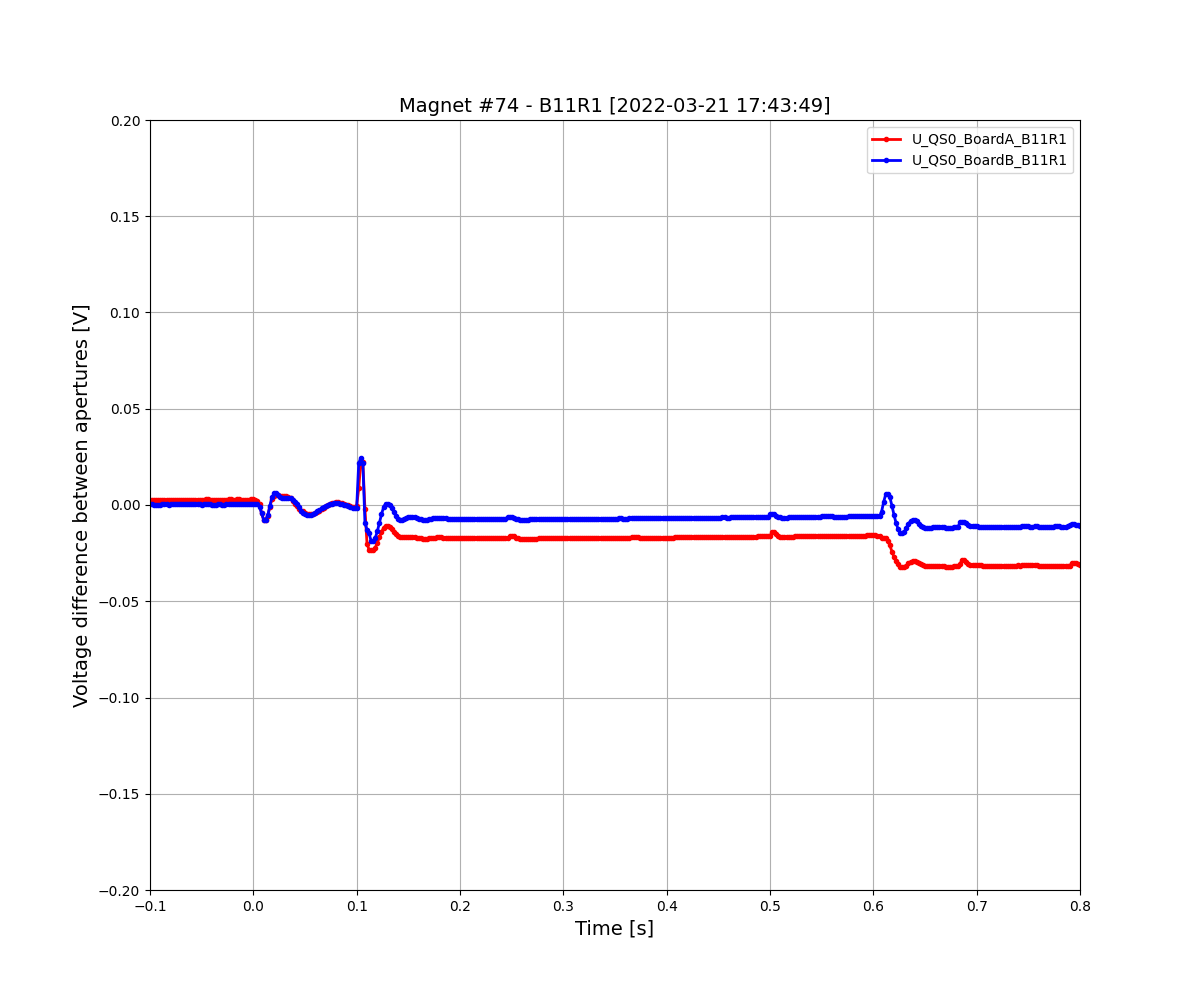 Magnet #74 - B11R1 [2022-03-21 17:43:49]
U_QS0_BoardA_B11R1
U_QS0_BoardB_B11R1
Voltage difference between apertures [V]
0.20
0.15
0.10
0.05
0.00
−0.05
−0.10
−0.15
−0.20
−0.1 0.0 0.1 0.2 0.3 0.4 0.5 0.6 0.7 0.8
Time [s]